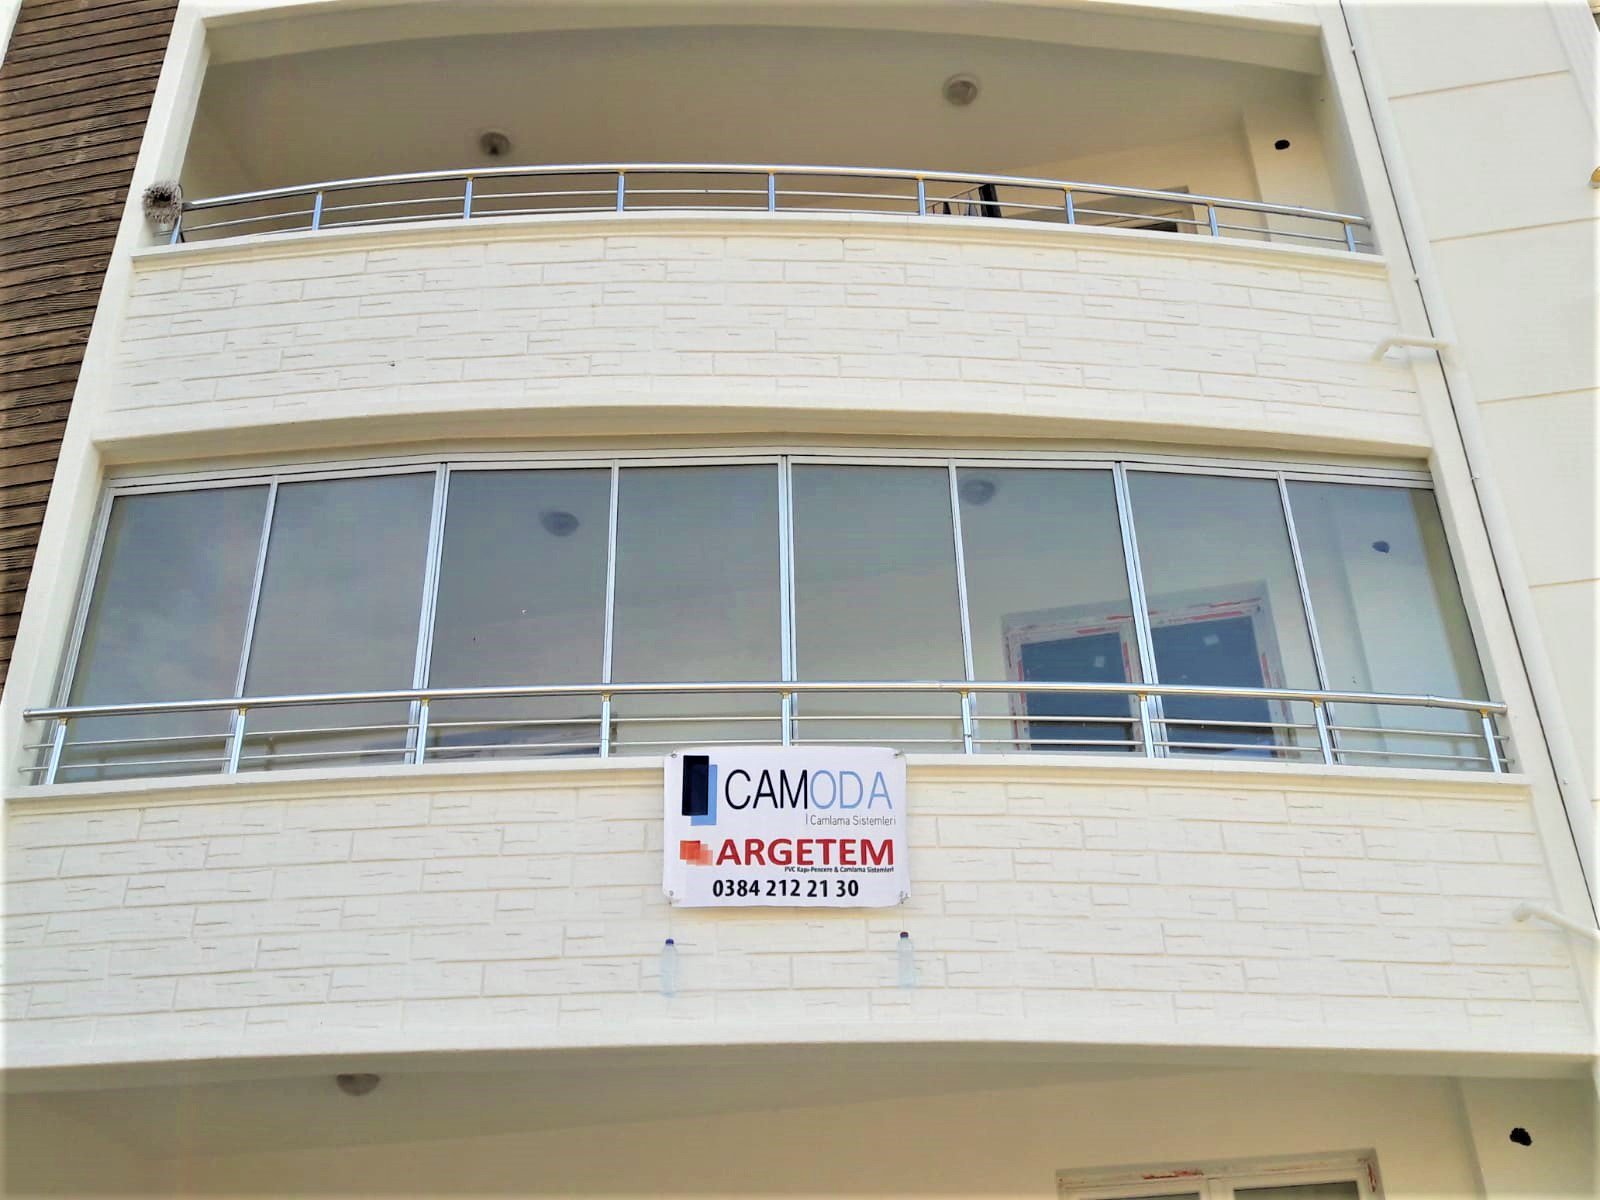 CAMODA
| Camlama Sistemleri
ARGETEM
PVC Kapı-Pencere & Camlama Sistemleri
0384 212 21 30